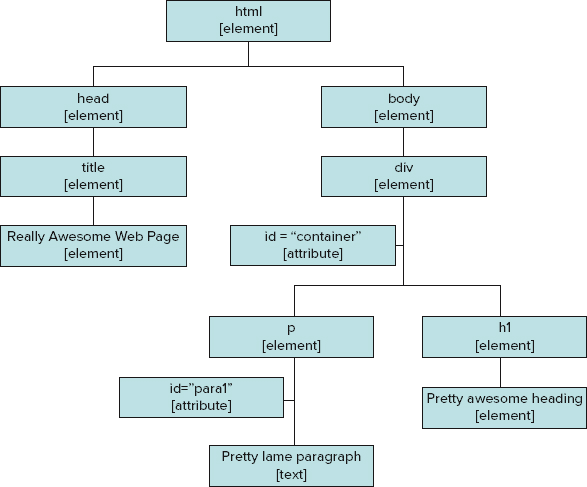 html
[element]
head
[element]
body
[element]
title
[element]
div
[element]
Really Awesome Web Page
[element]
id = “container”
[attribute]
p
[element]
h1
[element]
id=”para1”
[attribute]
Pretty awesome heading
[element]
Pretty lame paragraph
[text]